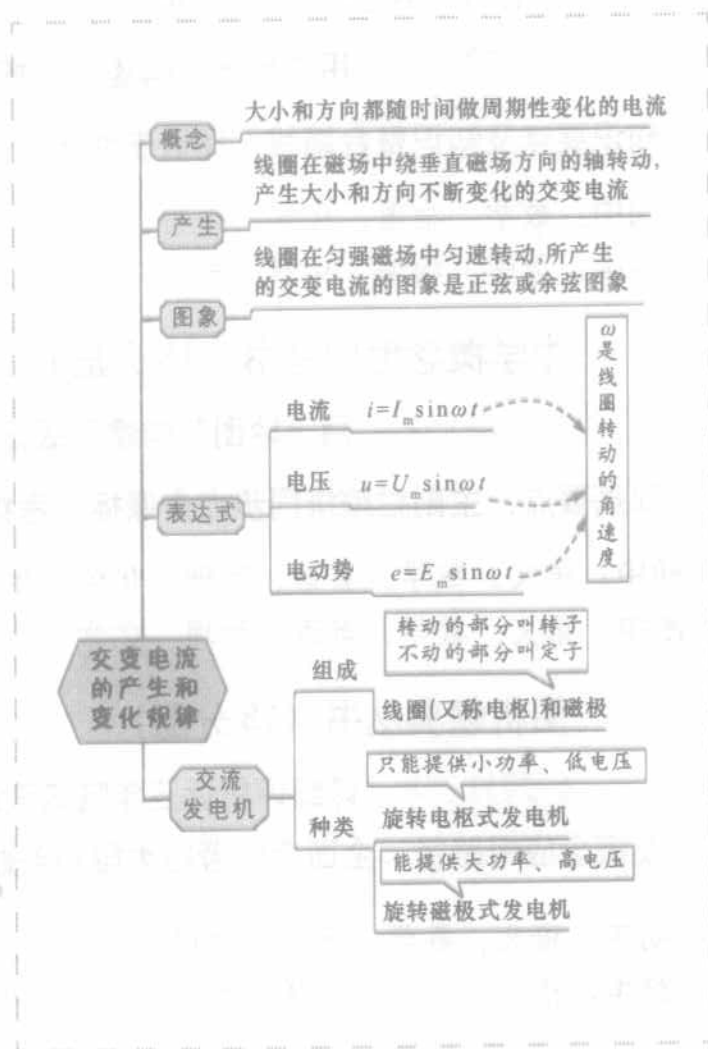 大小和方向都随时间做周期性变化的电流
概念
线圈在磁场中绕垂直磁场方向的轴转动,
产生大小和方向不断变化的交变电流
产生
线圈在匀强磁场中匀速转动,所产生
的交变电流的图象是正弦或余弦图象
图象
ω是线圈转动的角速度
电流 i=Iₘsinωt
电压 u=Uₘsinωt
表达式
电动势 e=Eₘsinωt
转动的部分叫转子
不动的部分叫定子
交变电流
的产生和
变化规律
组成
线圈(又称电枢)和磁极
只能提供小功率、低电压
交流
发电机
种类
旋转电枢式发电机
能提供大功率、高电压
旋转磁极式发电机